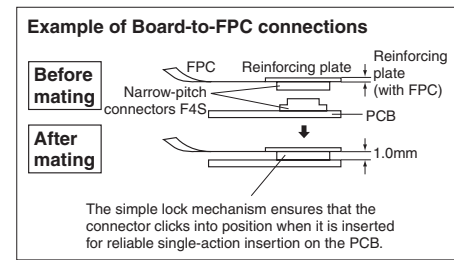 Example of Board-to-FPC connections
Before
mating
FPC
Reinforcing plate
Reinforcing
plate
(with FPC)
Narrow-pitch
connectors F4S
PCB
After
mating
1.0mm
The simple lock mechanism ensures that the
connector clicks into position when it is inserted
for reliable single-action insertion on the PCB.